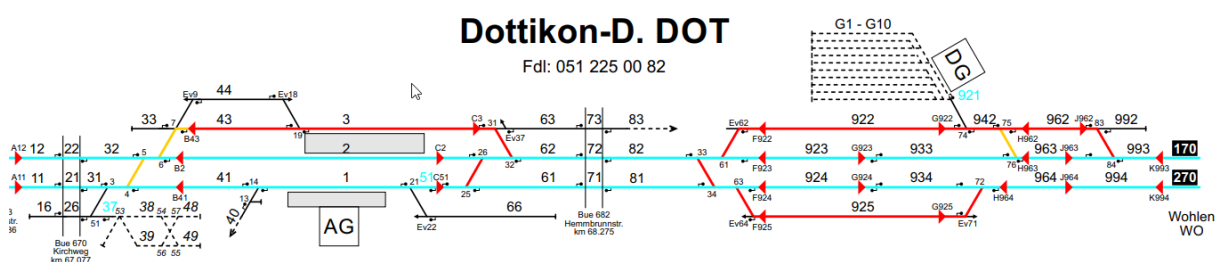 Dottikon-D. DOT
Fdl: 051 225 00 82
G1 - G10
DG
921
Ev9 44 Ev18
33 7 43 3 C3 31 63 73 83 Ev62 922 G922 942 75 962 J962 83 992
B43 19 Ev37 F922 74 H962
A12 12 22 32 5 2 C2 26 62 72 82 33 923 G923 933 J963 993 170
6 B2 32 61 F923 76 H963 84 K993
A11 11 21 31 3 41 14 1 21 51 C51 61 71 81 63 924 G924 934 72 964 J964 994 270
4 B41 13 25 34 F924 H964 K994
16 26 51 37 53 38 54 57 48 40 66 925 G925
Ev22 Ev64 F925 Ev71
39 56 55 49
AG
Bue 670
Kirchweg
km 67.077
Bue 682
Hemmbrunnstr.
km 68.275
Wohlen
WO